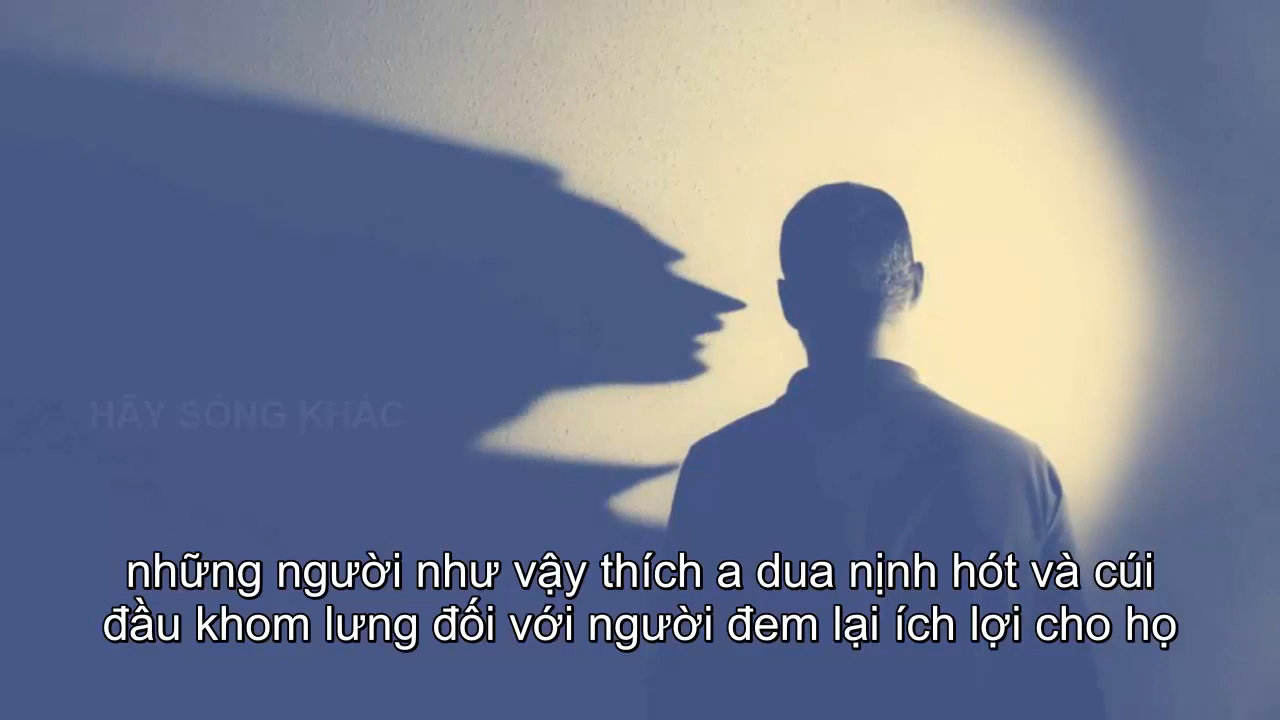 HÃY SỐNG KHÁC
những người như vậy thích a dua nịnh hót và cúi
đầu khom lưng đối với người đem lại ích lợi cho họ